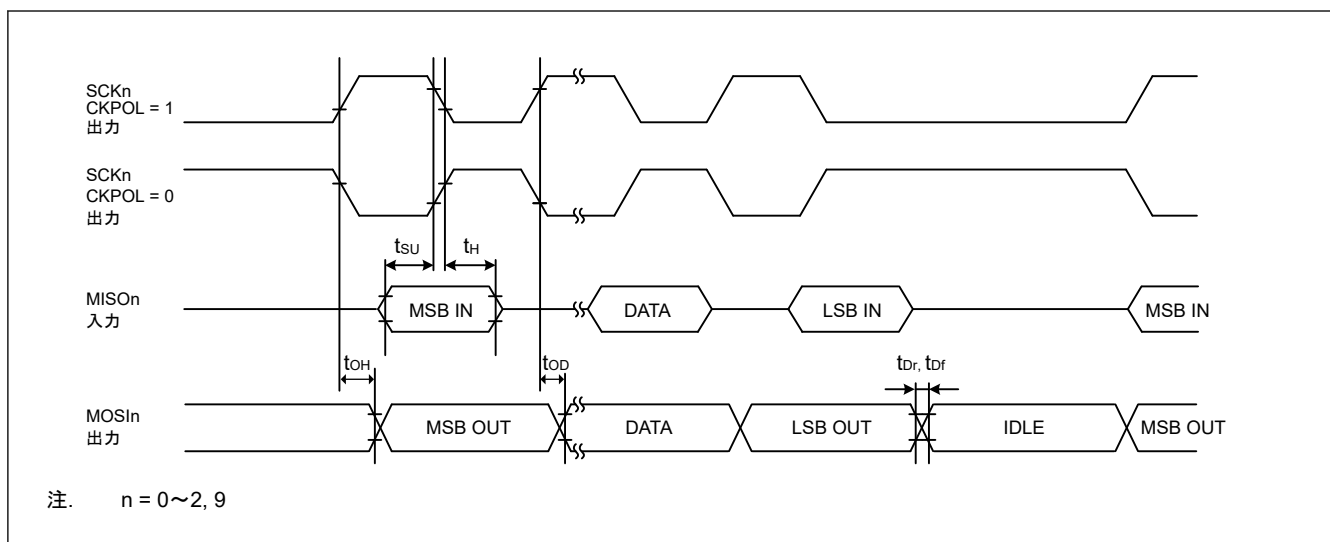 SCKn
CKPOL = 1
出力
SCKn
CKPOL = 0
出力
tSU
tH
MISOn
入力
MSB IN
DATA
LSB IN
MSB IN
tOH
tOD
tDr, tDf
MOSIn
出力
MSB OUT
DATA
LSB OUT
IDLE
MSB OUT
注. n = 0～2, 9